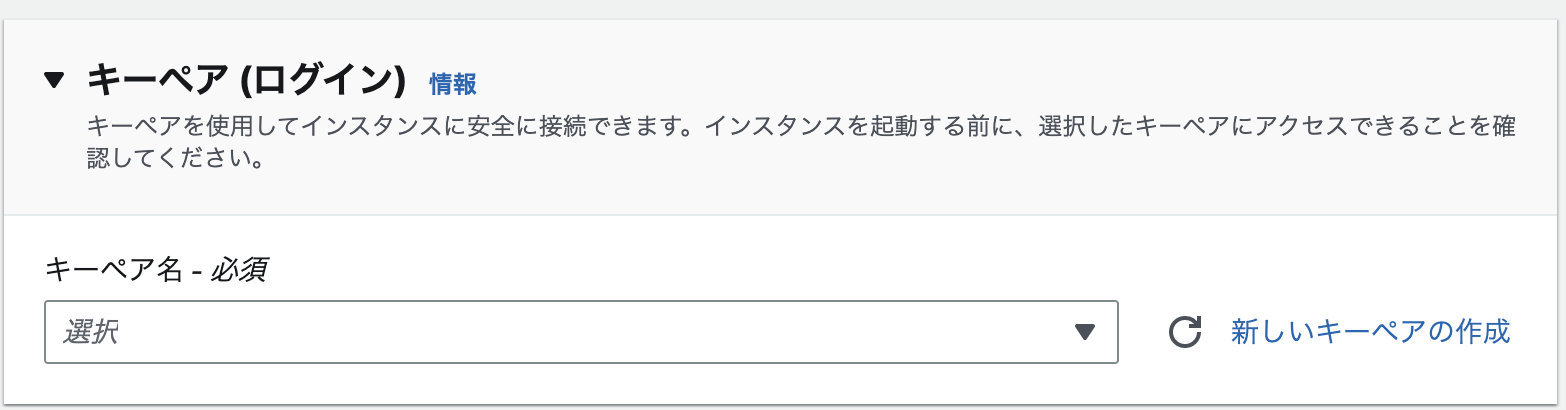 キーペア (ログイン) 情報
キーペアを使用してインスタンスに安全に接続できます。インスタンスを起動する前に、選択したキーペアにアクセスできることを確
認してください。
キーペア名 - 必須
選択 新しいキーペアの作成